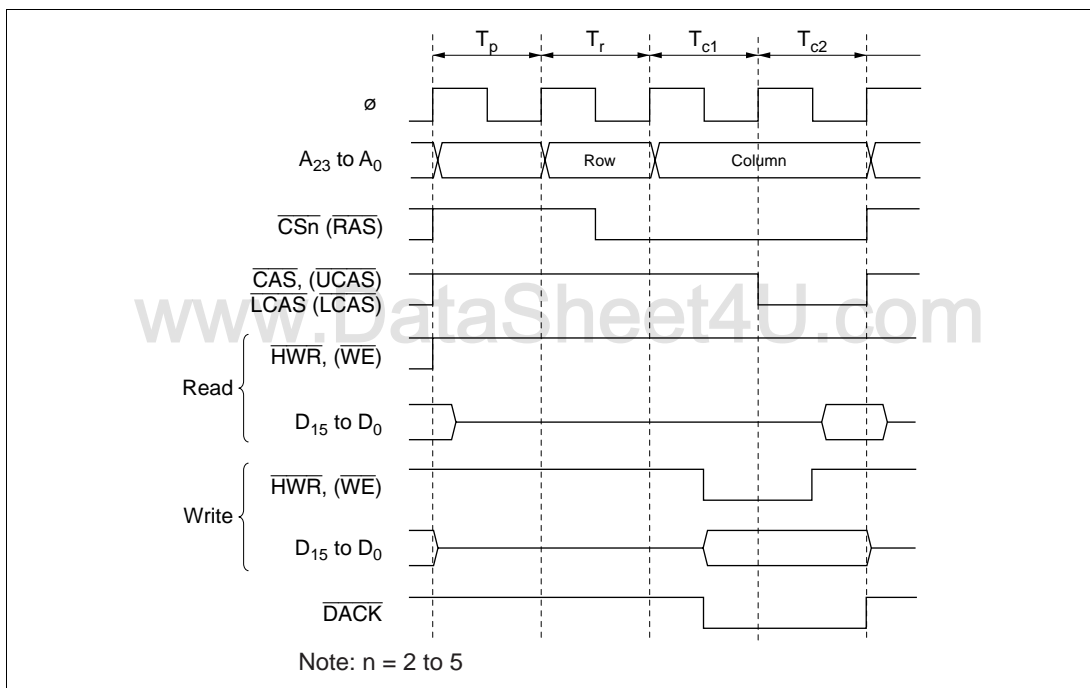 Tp Tr Tc1 Tc2
ø
A23 to A0 Row Column
CSn (RAS)
CAS, (UCAS)
LCAS (LCAS)
www.DataSheet4U.com
HWR, (WE)
Read
D15 to D0
HWR, (WE)
Write
D15 to D0
DACK
Note: n = 2 to 5